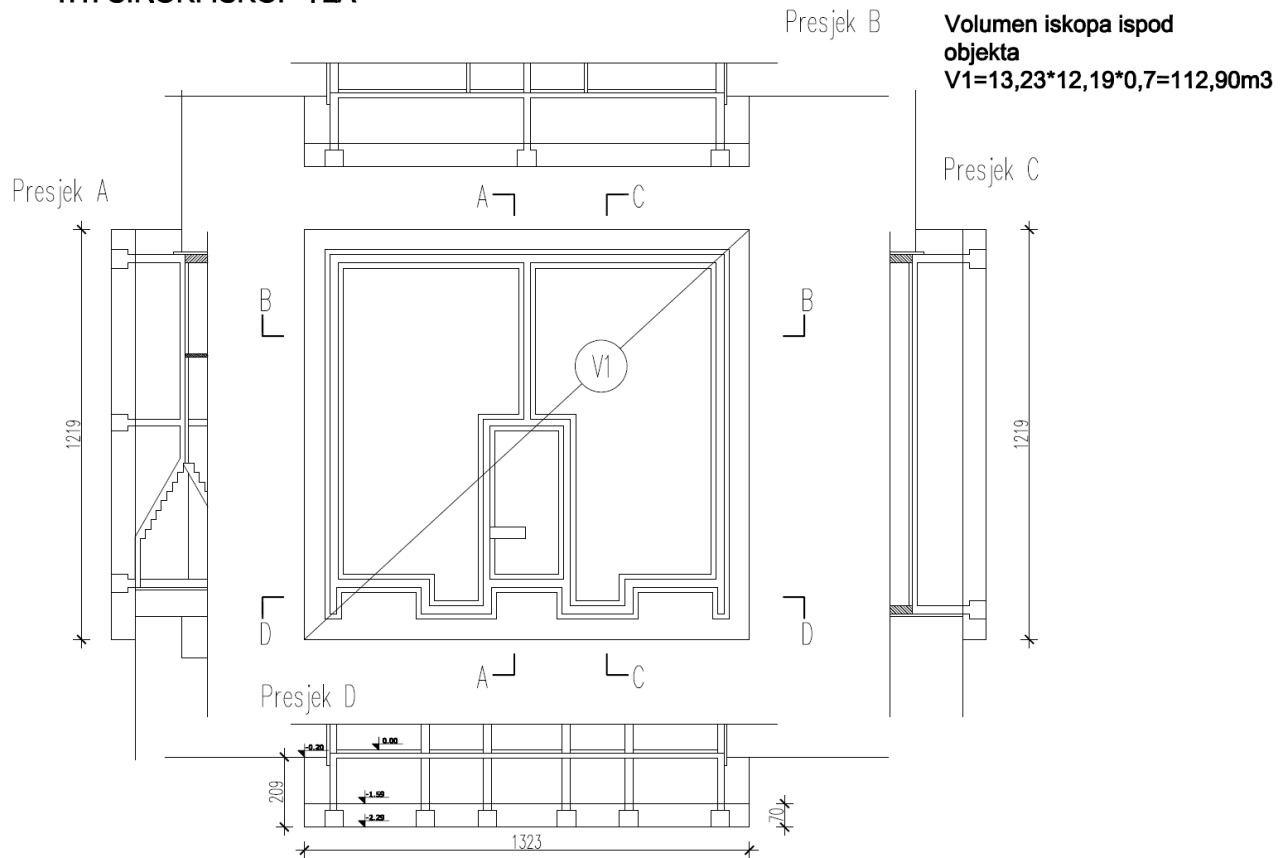 Presjek B
Volumen iskopa ispod
objekta
V1=13,23*12,19*0,7=112,90m3
Presjek A
Presjek C
A
C
B
B
V1
1219
1219
D
D
A
C
Presjek D
-0.20
0.00
209
-1.59
-2.29
70
1323